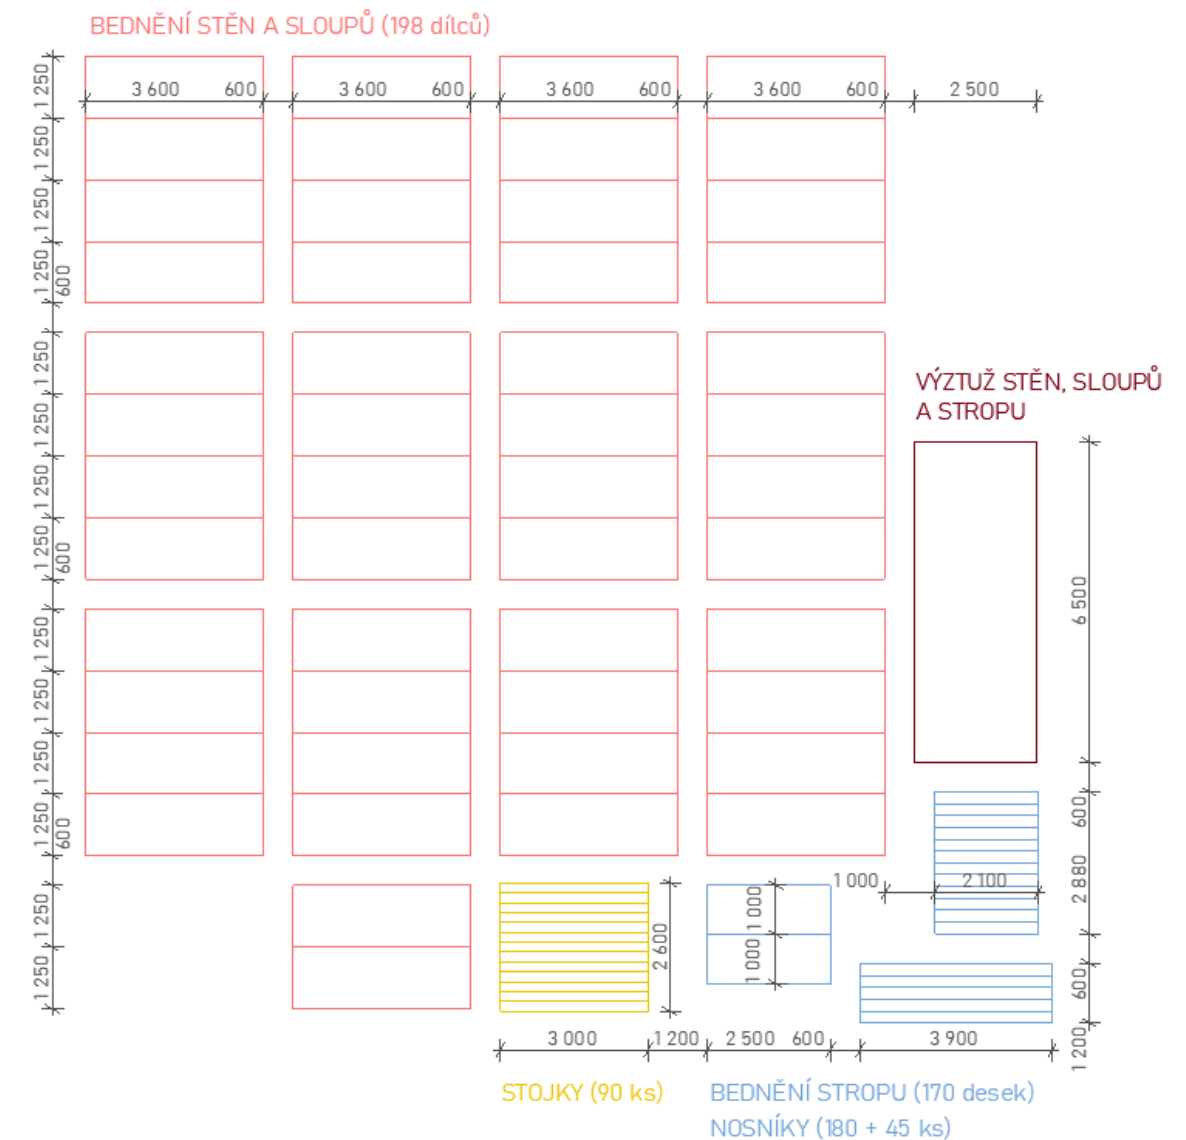 BEDNĚNÍ STĚN A SLOUPŮ (198 dílců)
3 600 600 3 600 600 3 600 600 3 600 600 2 500
1 250
1 250
1 250
1 250 600
1 250
1 250
1 250
1 250 600
VÝZTUŽ STĚN, SLOUPŮ
A STROPU
6 500
1 250
1 250
1 250
1 250 600
600
1 000 2 100
2 880
1 250
1 250
2 600
1 000
1 000
600
1 200
3 000 1 200 2 500 600 3 900
STOJKY (90 ks)
BEDNĚNÍ STROPU (170 desek)
NOSNÍKY (180 + 45 ks)